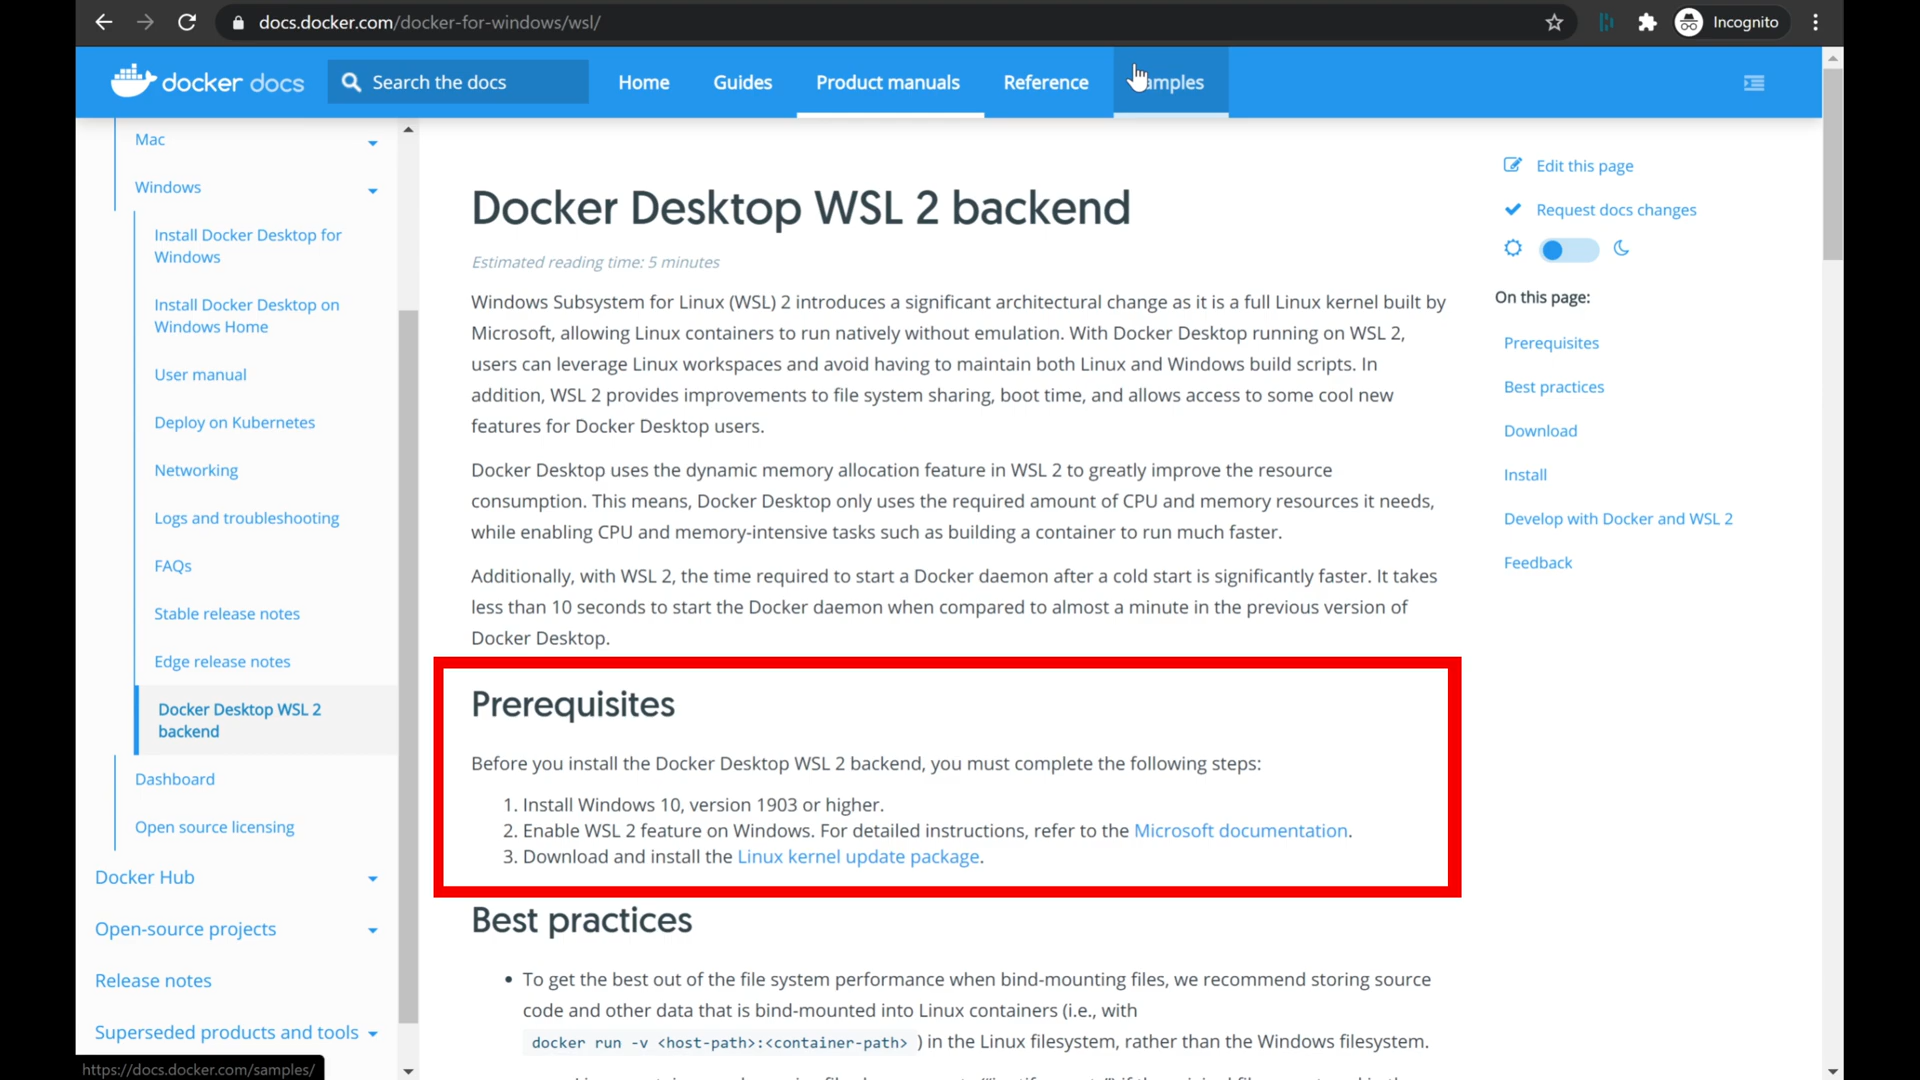 docs.docker.com/docker-for-windows/wsl/
Incognito
docker docs
Search the docs
Home
Guides
Product manuals
Reference
amples
Mac
Windows
Install Docker Desktop for
Windows
Install Docker Desktop on
Windows Home
User manual
Deploy on Kubernetes
Networking
Logs and troubleshooting
FAQs
Stable release notes
Edge release notes
Docker Desktop WSL 2
backend
Dashboard
Open source licensing
Docker Hub
Open-source projects
Release notes
Superseded products and tools
https://docs.docker.com/samples/
Docker Desktop WSL 2 backend
Estimated reading time: 5 minutes
Windows Subsystem for Linux (WSL) 2 introduces a significant architectural change as it is a full Linux kernel built by
Microsoft, allowing Linux containers to run natively without emulation. With Docker Desktop running on WSL 2,
users can leverage Linux workspaces and avoid having to maintain both Linux and Windows build scripts. In
addition, WSL 2 provides improvements to file system sharing, boot time, and allows access to some cool new
features for Docker Desktop users.
Docker Desktop uses the dynamic memory allocation feature in WSL 2 to greatly improve the resource
consumption. This means, Docker Desktop only uses the required amount of CPU and memory resources it needs,
while enabling CPU and memory-intensive tasks such as building a container to run much faster.
Additionally, with WSL 2, the time required to start a Docker daemon after a cold start is significantly faster. It takes
less than 10 seconds to start the Docker daemon when compared to almost a minute in the previous version of
Docker Desktop.
Prerequisites
Before you install the Docker Desktop WSL 2 backend, you must complete the following steps:
1. Install Windows 10, version 1903 or higher.
2. Enable WSL 2 feature on Windows. For detailed instructions, refer to the Microsoft documentation.
3. Download and install the Linux kernel update package.
Best practices
• To get the best out of the file system performance when bind-mounting files, we recommend storing source
code and other data that is bind-mounted into Linux containers (i.e., with
docker run -v <host-path>:<container-path> ) in the Linux filesystem, rather than the Windows filesystem.
Edit this page
Request docs changes
On this page:
Prerequisites
Best practices
Download
Install
Develop with Docker and WSL 2
Feedback